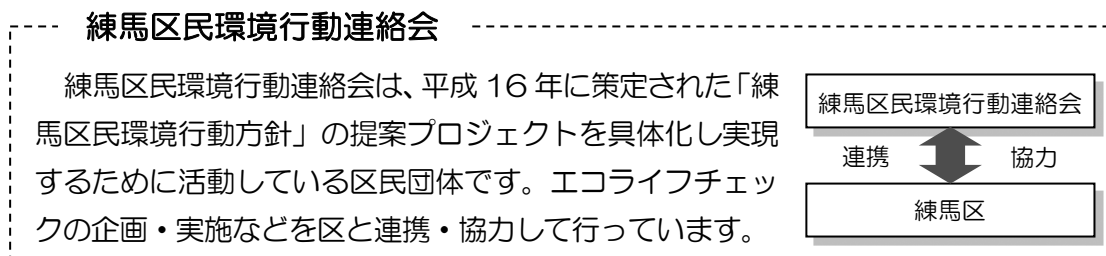 練馬区民環境行動連絡会
練馬区民環境行動連絡会は、平成 16 年に策定された「練
馬区民環境行動方針」の提案プロジェクトを具体化し実現
するために活動している区民団体です。エコライフチェッ
クの企画・実施などを区と連携・協力して行っています。
練馬区民環境行動連絡会
連携 協力
練馬区